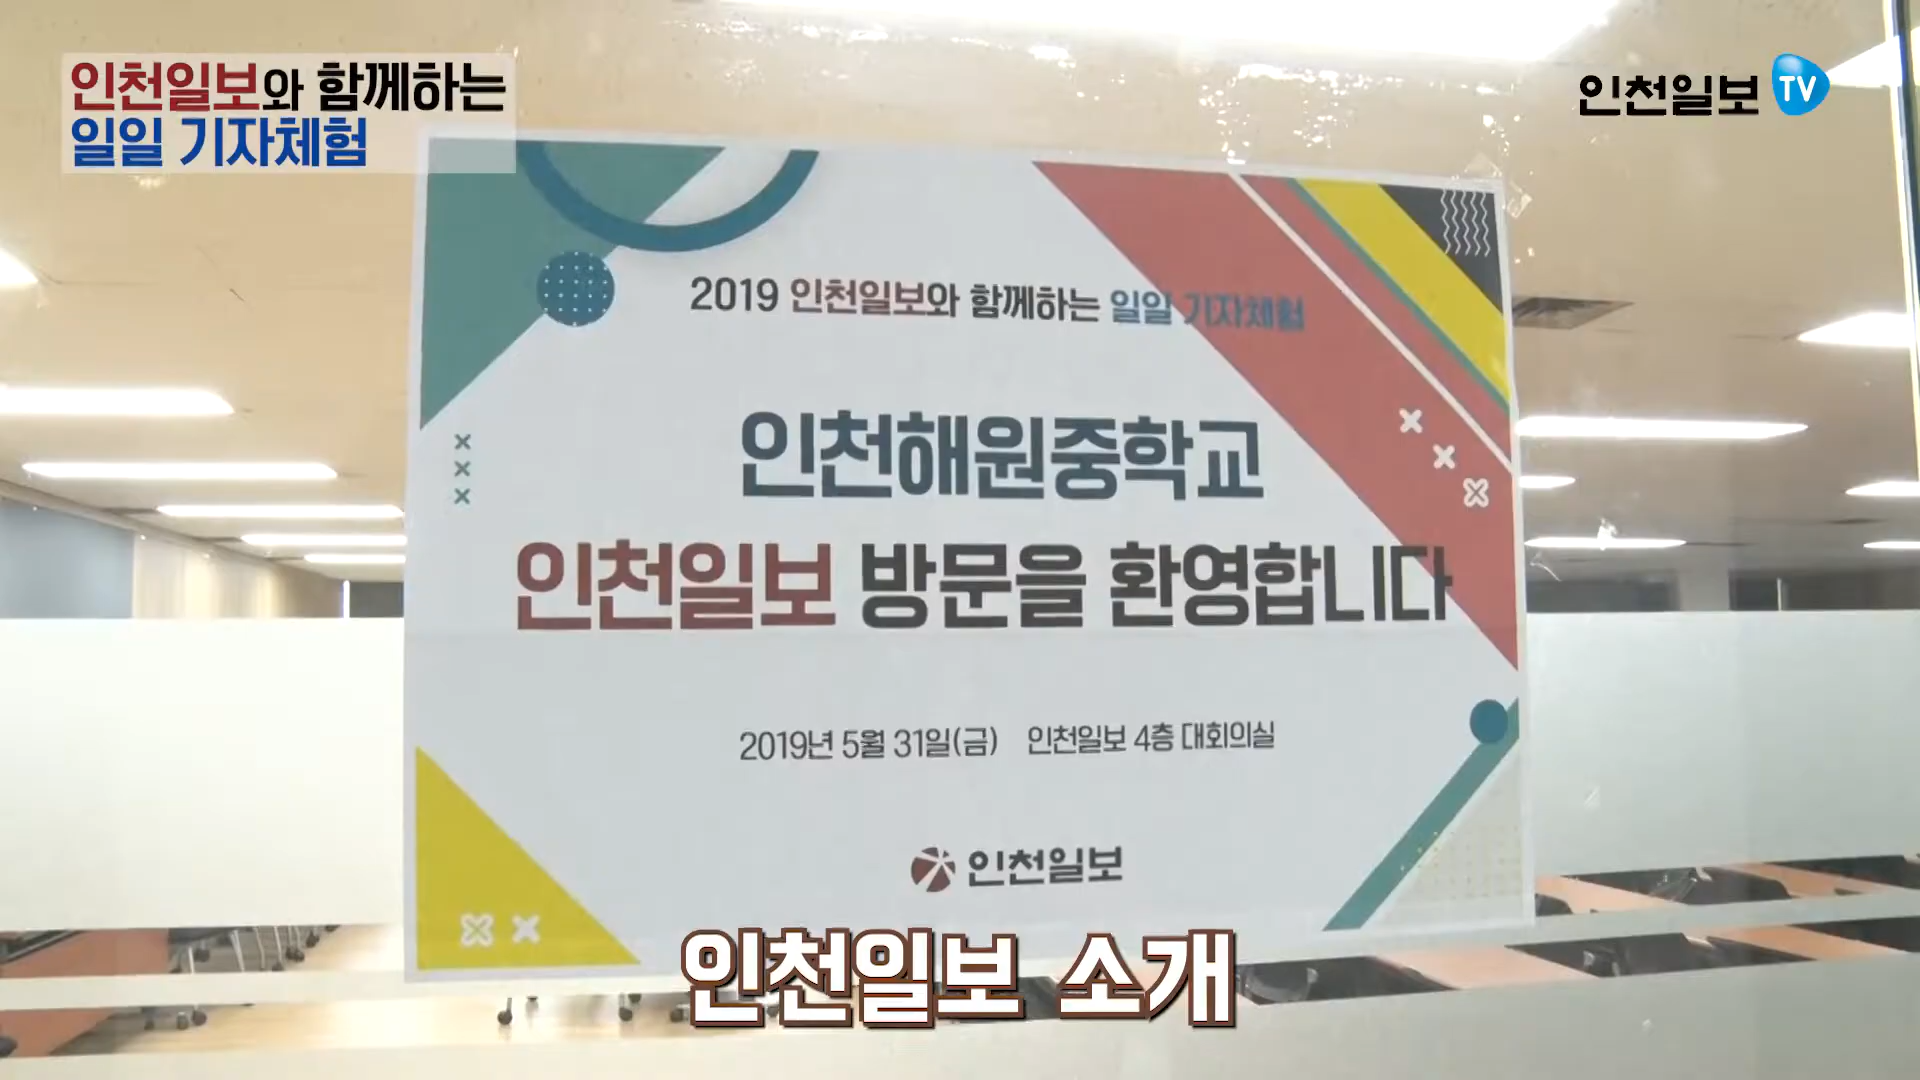 인천일보와 함께하는
일일 기자체험
인천일보 TV
2019 인천일보와 함께하는 일일 기자체험
인천해원중학교
인천일보 방문을 환영합니다
2019년 5월 31일(금) 인천일보 4층 대회의실
인천일보
인천일보 소개